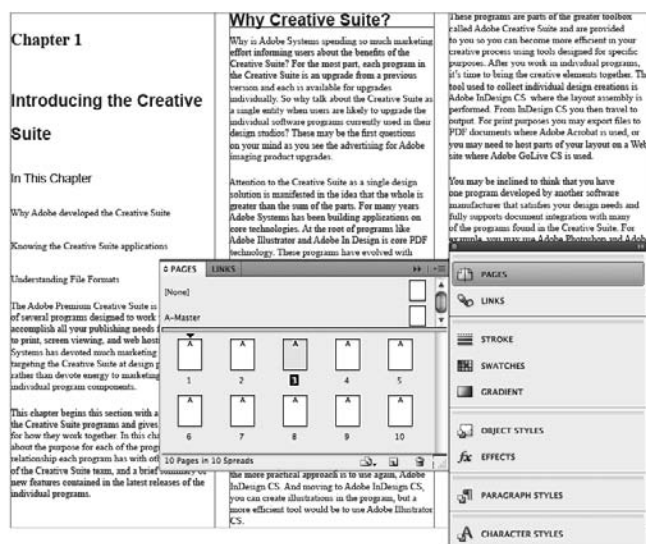 Chapter 1
Introducing the Creative
Suite
In This Chapter
Why Adobe developed the Creative Suite
Knowing the Creative Suite applications
Understanding File Formats
The Adobe Premium Creative Suite is
of several programs designed to work
accomplish all your publishing needs
to print, screen viewing, and web hosti
Systems has devoted much marketing
targeting the Creative Suite at design p
rather than devote energy to marketing
individual program components.
This chapter begins this section with a
the Creative Suite programs and gives
for how they work together. In this cha
about the purpose for each of the prog
relationship each program has with oth
of the Creative Suite team, and a brief summary of
new features contained in the latest releases of the
individual programs.
Why Creative Suite?
Why is Adobe Systems spending so much marketing
effort informing users about the benefits of the
Creative Suite? For the most part, each program in
the Creative Suite is an upgrade from a previous
version and each is available for upgrades
individually. So why talk about the Creative Suite as
a single entity when users are likely to upgrade the
individual software programs currently used in their
design studios? These may be the first questions
on your mind as you see the advertising for Adobe
imaging product upgrades.
Attention to the Creative Suite as a single design
solution is manifested in the idea that the whole is
greater than the sum of the parts. For many years
Adobe Systems has been building applications on
core technologies. At the root of programs like
Adobe Illustrator and Adobe In Design is core PDF
technology. These programs have evolved with
the more practical approach is to use again, Adobe
InDesign CS. And moving to Adobe InDesign CS,
you can create illustrations in the program, but a
more efficient tool would be to use Adobe Illustrator
CS.
These programs are parts of the greater toolbox
called Adobe Creative Suite and are provided
to you so you can become more efficient in your
creative process using tools designed for specific
purposes. After you work in individual programs,
it's time to bring the creative elements together. Th
tool used to collect individual design creations is
Adobe InDesign CS where the layout assembly is
performed. From InDesign CS you then travel to
output. For print purposes you may export files to
PDF documents where Adobe Acrobat is used, or
you may need to host parts of your layout on a Web
site where Adobe GoLive CS is used.
You may be inclined to think that you have
one program developed by another software
manufacturer that satisfies your design needs and
fully supports document integration with many
of the programs found in the Creative Suite. For
example, you may use Adobe Photoshop and Adob
PAGES LINKS
[None]
A-Master
A A A A A
1 2 3 4 5
A A A A A
6 7 8 9 10
10 Pages in 10 Spreads
PAGES
LINKS
STROKE
SWATCHES
GRADIENT
OBJECT STYLES
fx EFFECTS
PARAGRAPH STYLES
CHARACTER STYLES